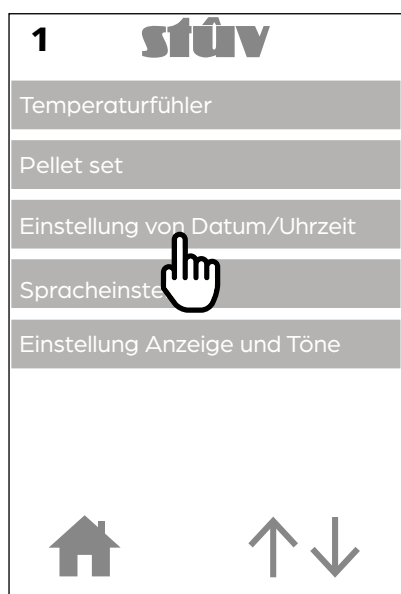 1
stûv
Temperaturfühler
Pellet set
Einstellung von Datum/Uhrzeit
Spracheinste
Einstellung Anzeige und Töne